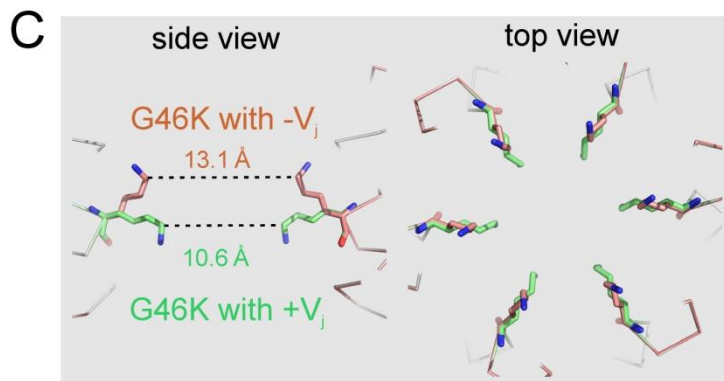 C
side view
top view
G46K with -Vj
13.1 Å
10.6 Å
G46K with +Vj